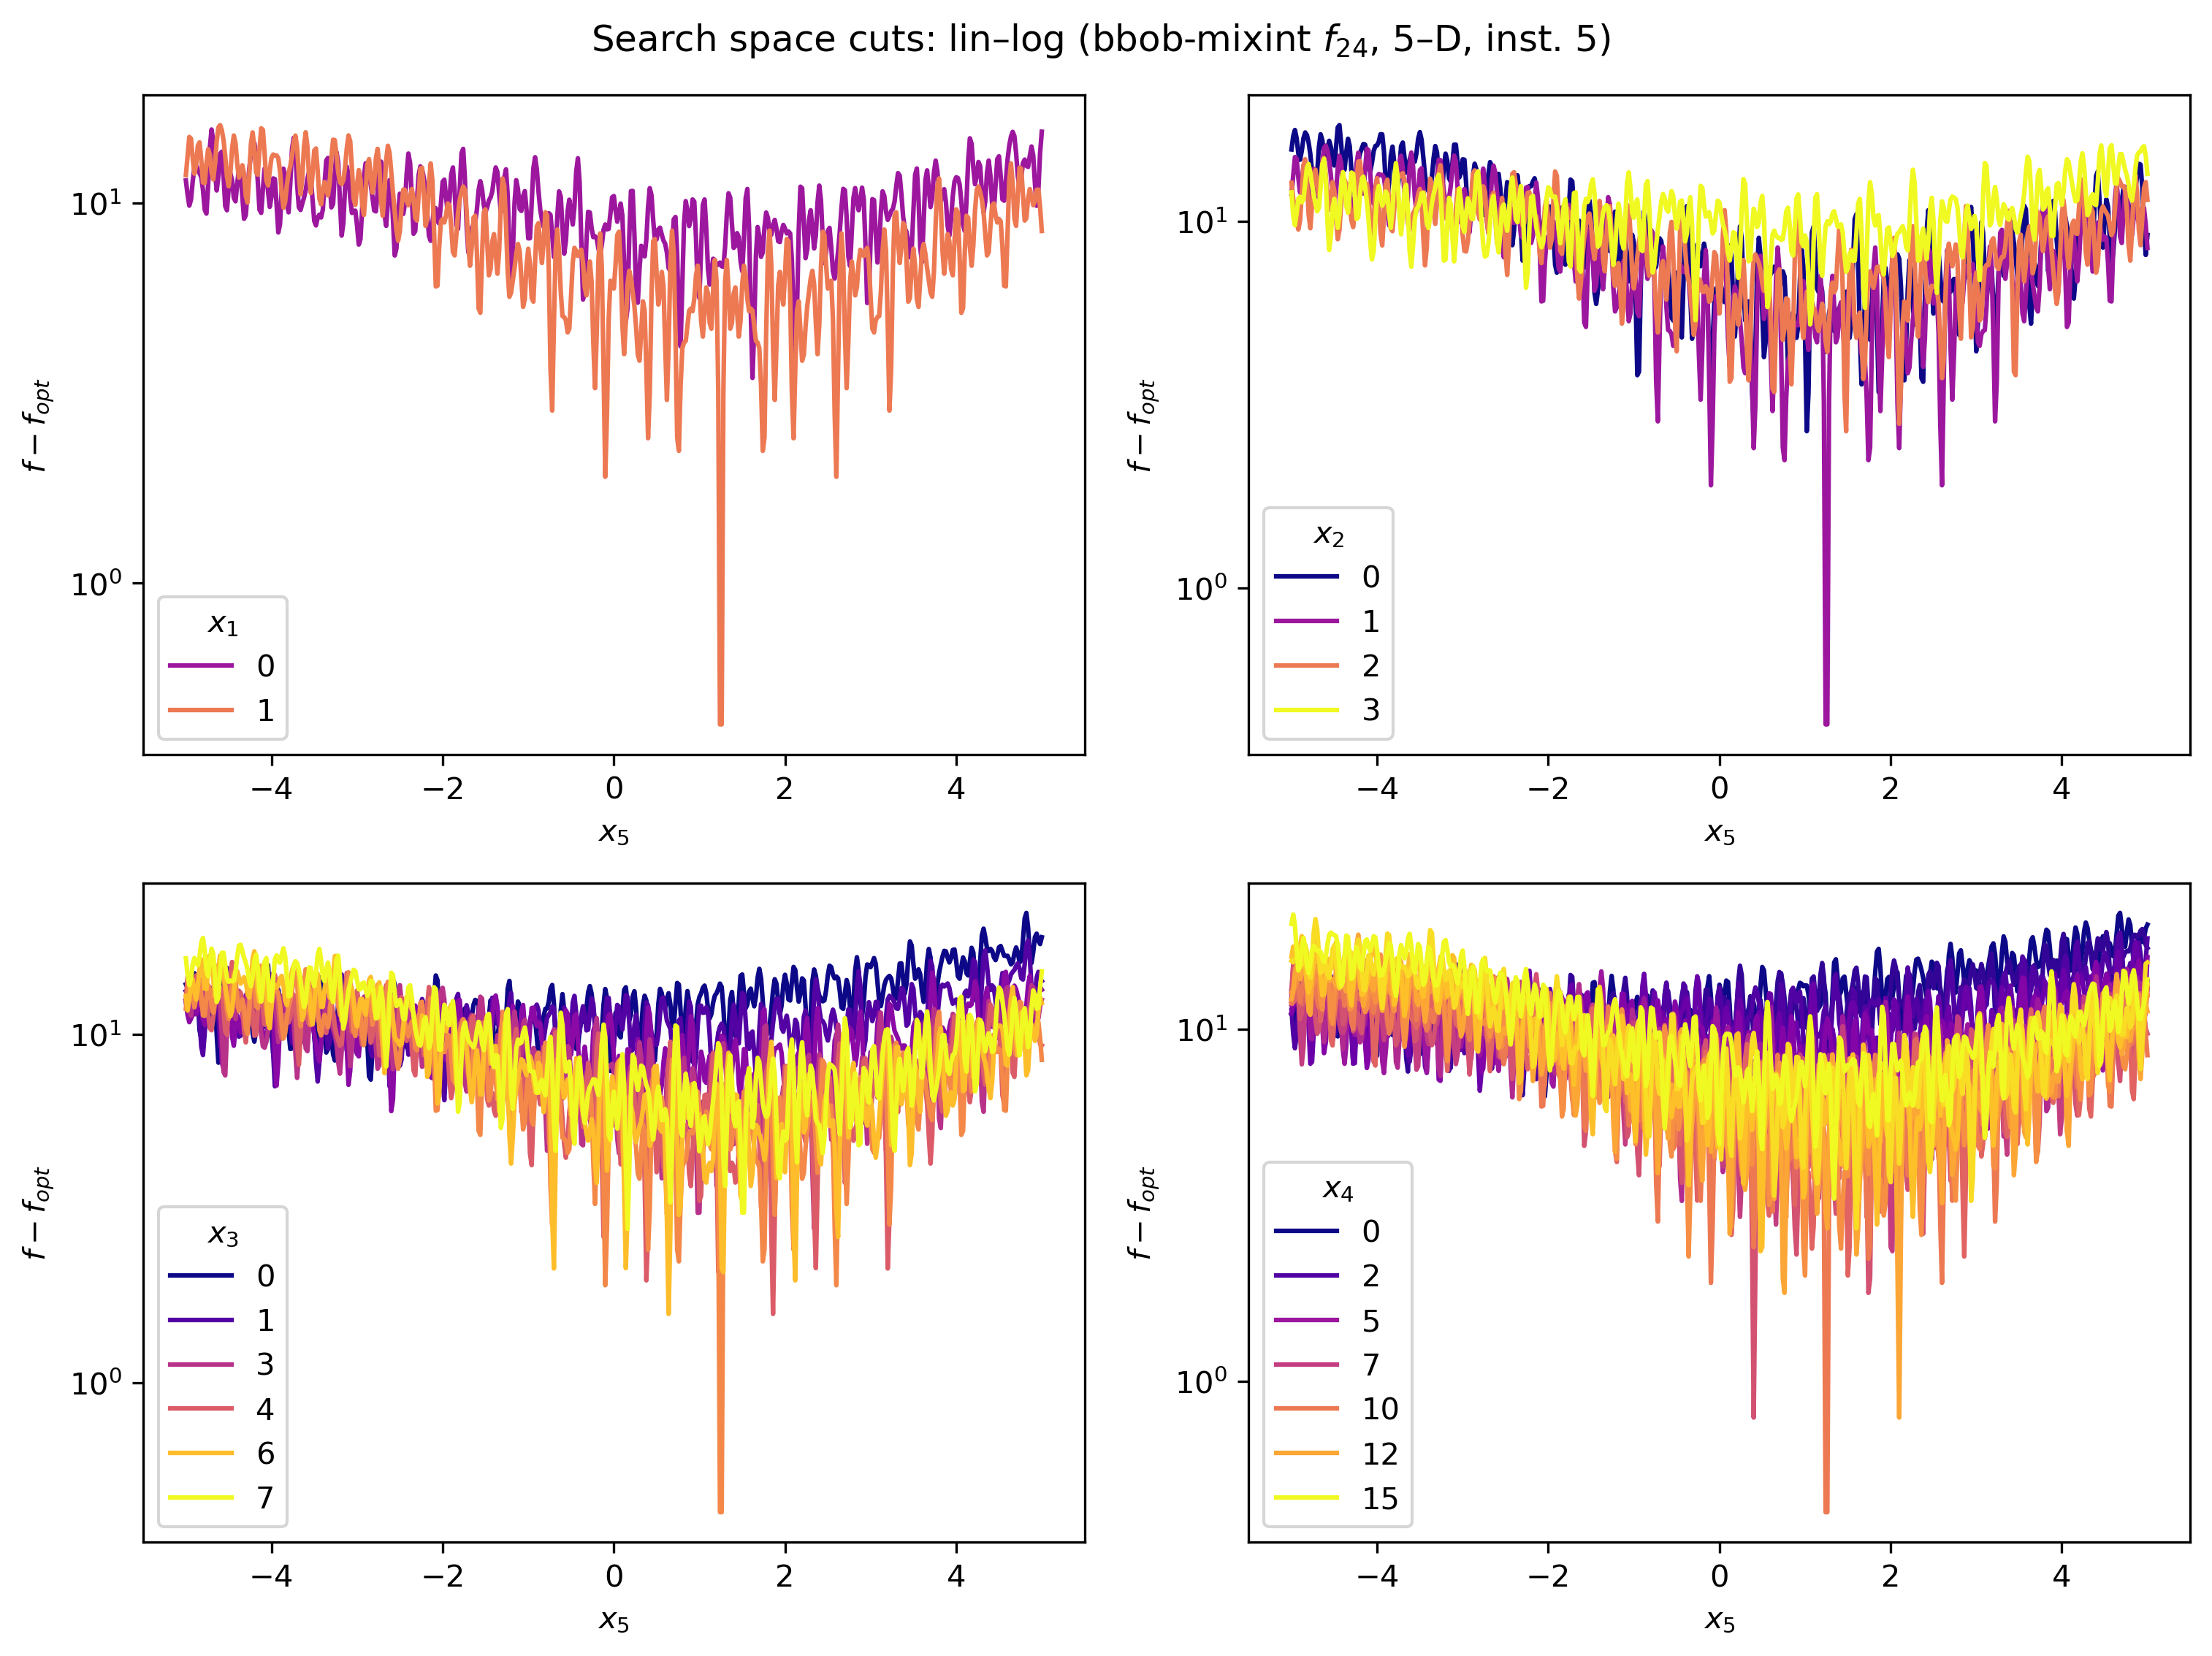 Search space cuts: lin–log (bbob-mixint f24, 5–D, inst. 5)
f − fopt
10¹
10⁰
x1
0
1
−4 −2 0 2 4
x5
f − fopt
10¹
10⁰
x2
0
1
2
3
−4 −2 0 2 4
x5
f − fopt
10¹
10⁰
x3
0
1
3
4
6
7
−4 −2 0 2 4
x5
f − fopt
10¹
10⁰
x4
0
2
5
7
10
12
15
−4 −2 0 2 4
x5